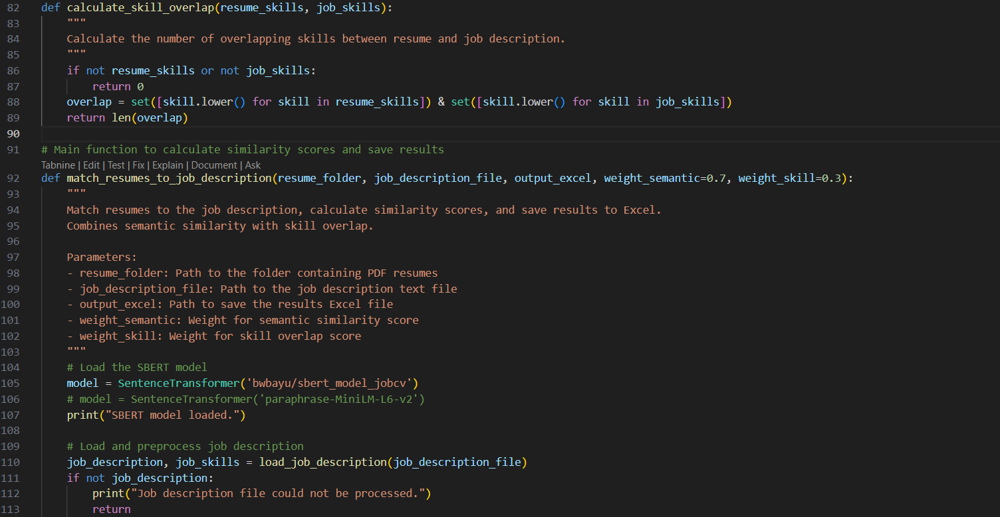 82 def calculate_skill_overlap(resume_skills, job_skills):
83     """
84     Calculate the number of overlapping skills between resume and job description.
85     """
86     if not resume_skills or not job_skills:
87         return 0
88     overlap = set([skill.lower() for skill in resume_skills]) & set([skill.lower() for skill in job_skills])
89     return len(overlap)
90
91 # Main function to calculate similarity scores and save results
Tabnine | Edit | Test | Fix | Explain | Document | Ask
92 def match_resumes_to_job_description(resume_folder, job_description_file, output_excel, weight_semantic=0.7, weight_skill=0.3):
93     """
94     Match resumes to the job description, calculate similarity scores, and save results to Excel.
95     Combines semantic similarity with skill overlap.
96
97     Parameters:
98     - resume_folder: Path to the folder containing PDF resumes
99     - job_description_file: Path to the job description text file
100     - output_excel: Path to save the results Excel file
101     - weight_semantic: Weight for semantic similarity score
102     - weight_skill: Weight for skill overlap score
103     """
104     # Load the SBERT model
105     model = SentenceTransformer('bwbayu/sbert_model_jobcv')
106     # model = SentenceTransformer('paraphrase-MiniLM-L6-v2')
107     print("SBERT model loaded.")
108
109     # Load and preprocess job description
110     job_description, job_skills = load_job_description(job_description_file)
111     if not job_description:
112         print("Job description file could not be processed.")
113         return